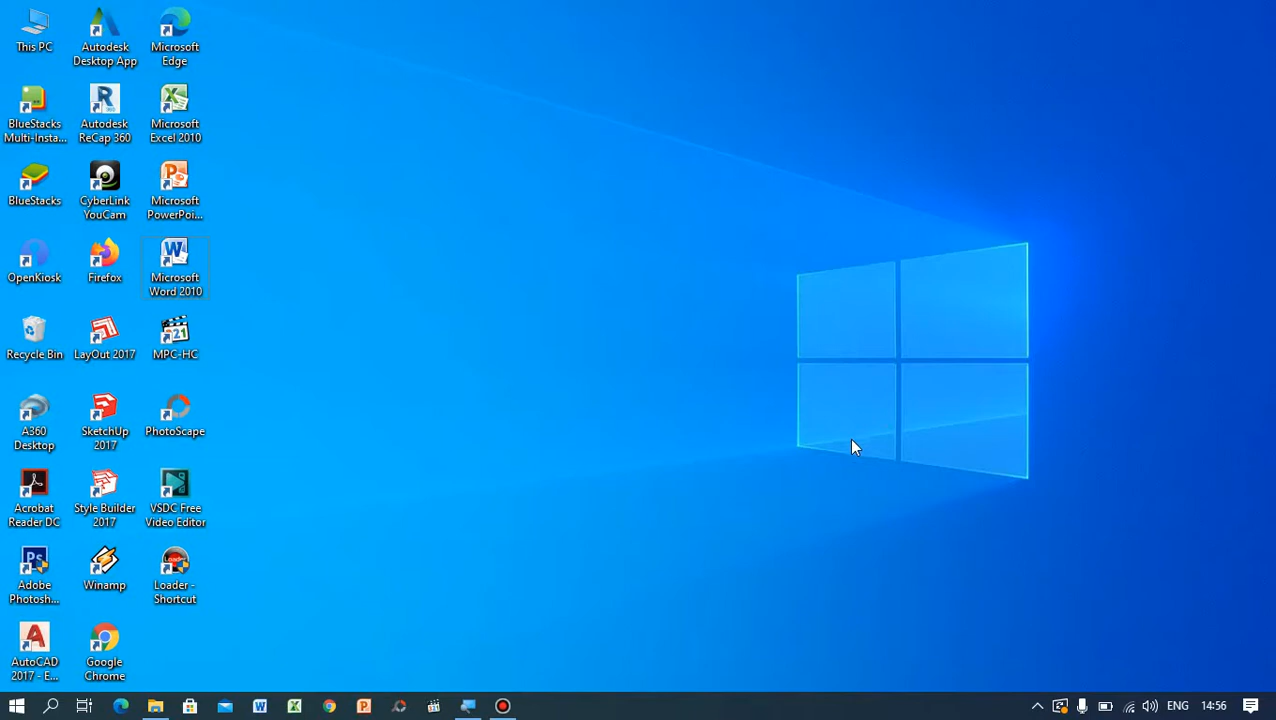 This PC
Autodesk
Desktop App
Microsoft
Edge
BlueStacks
Multi-Insta...
Autodesk
ReCap 360
Microsoft
Excel 2010
BlueStacks
CyberLink
YouCam
Microsoft
PowerPoi...
OpenKiosk
Firefox
Microsoft
Word 2010
Recycle Bin
LayOut 2017
MPC-HC
A360
Desktop
SketchUp
2017
PhotoScape
Acrobat
Reader DC
Style Builder
2017
VSDC Free
Video Editor
Adobe
Photosh...
Winamp
Loader -
Shortcut
AutoCAD
2017 - E...
Google
Chrome
ENG
14:56